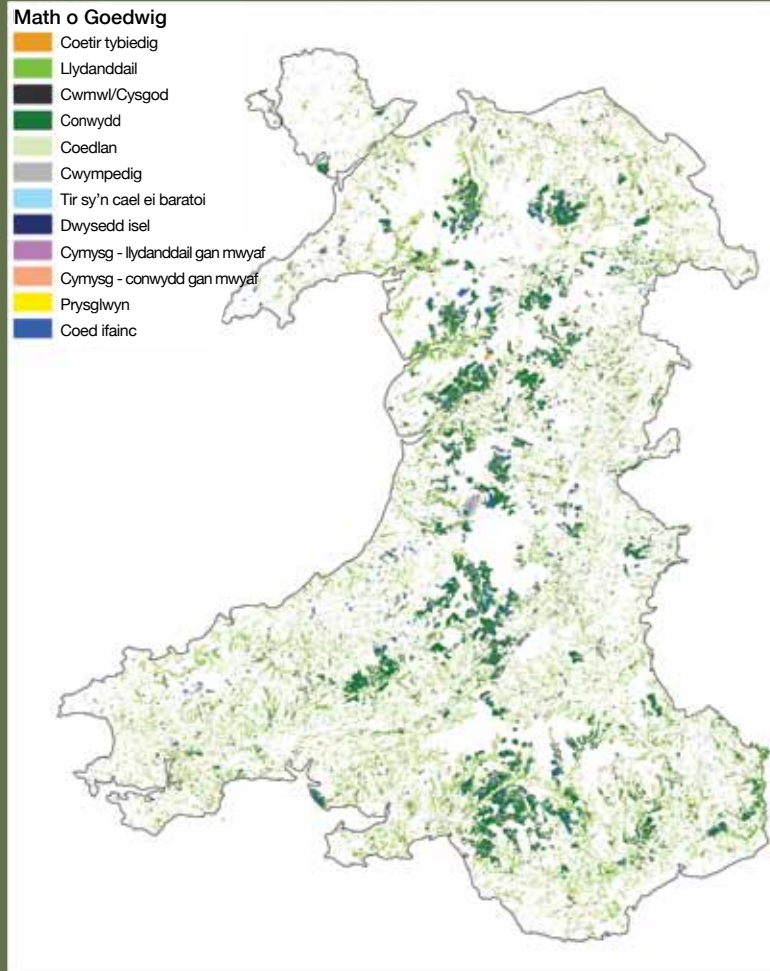 Math o Goedwig
Coetir tybiedig
Llydanddail
Cwmwl/Cysgod
Conwydd
Coedlan
Cwympedig
Tir sy'n cael ei baratoi
Dwysedd isel
Cymysg - llydanddail gan mwyaf
Cymysg - conwydd gan mwyaf
Prysglwyn
Coed ifainc